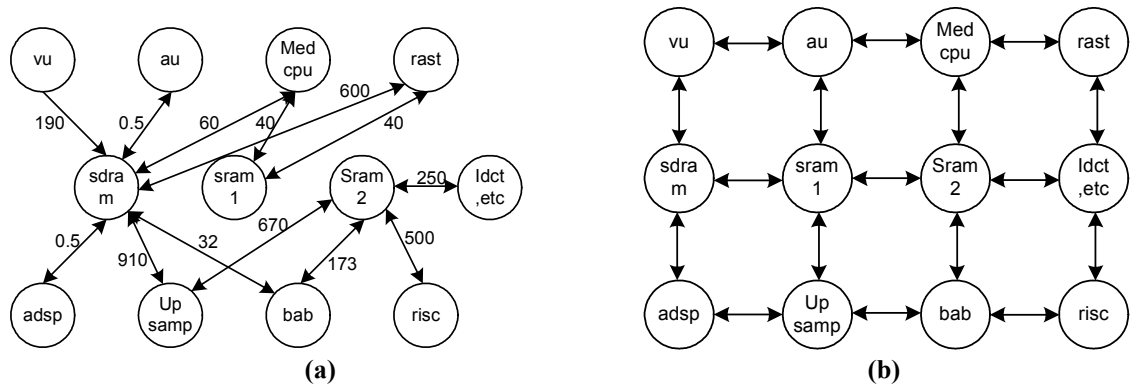 vu
au
Med
cpu
rast
190
0.5
60
40
600
40
sdra
m
sram
1
Sram
2
250
Idct
,etc
0.5
910
32
670
173
500
adsp
Up
samp
bab
risc
(a)
vu
au
Med
cpu
rast
sdra
m
sram
1
Sram
2
Idct
,etc
adsp
Up
samp
bab
risc
(b)